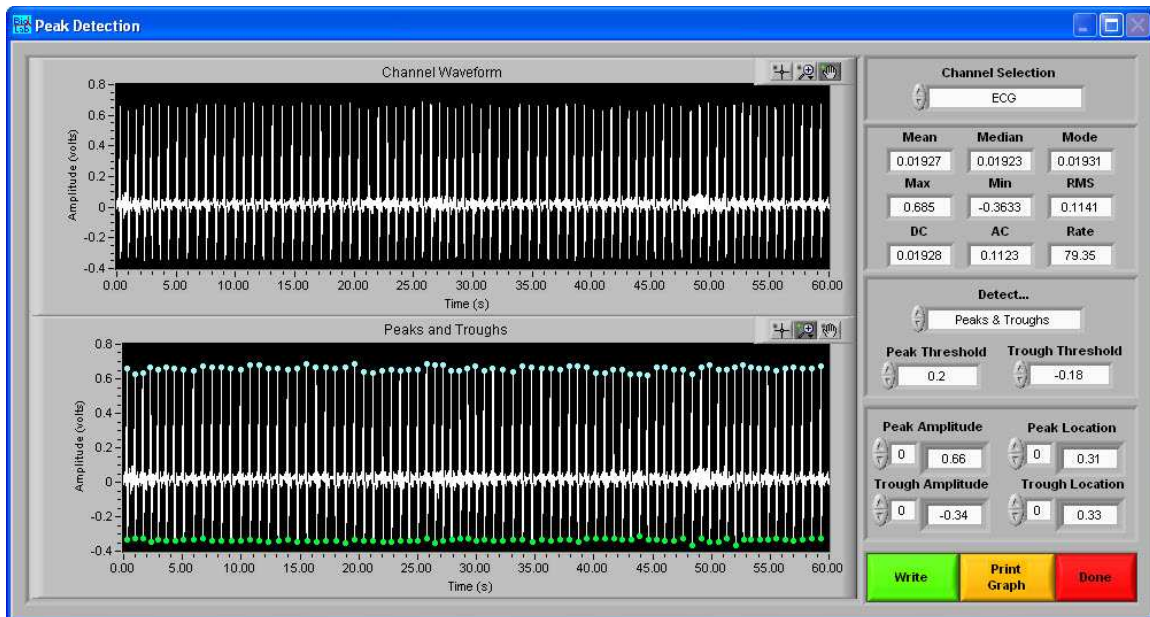 Bio Lab Peak Detection
Channel Waveform
Amplitude (volts)
0.8
0.6
0.4
0.2
0
-0.2
-0.4
0.00 5.00 10.00 15.00 20.00 25.00 30.00 35.00 40.00 45.00 50.00 55.00 60.00
Time (s)
Peaks and Troughs
Amplitude (volts)
0.8
0.6
0.4
0.2
0
-0.2
-0.4
0.00 5.00 10.00 15.00 20.00 25.00 30.00 35.00 40.00 45.00 50.00 55.00 60.00
Time (s)
Channel Selection
ECG
Mean Median Mode
0.01927 0.01923 0.01931
Max Min RMS
0.685 -0.3633 0.1141
DC AC Rate
0.01928 0.1123 79.35
Detect...
Peaks & Troughs
Peak Threshold Trough Threshold
0.2 -0.18
Peak Amplitude Peak Location
0 0.66 0 0.31
Trough Amplitude Trough Location
0 -0.34 0 0.33
Write Print Graph Done